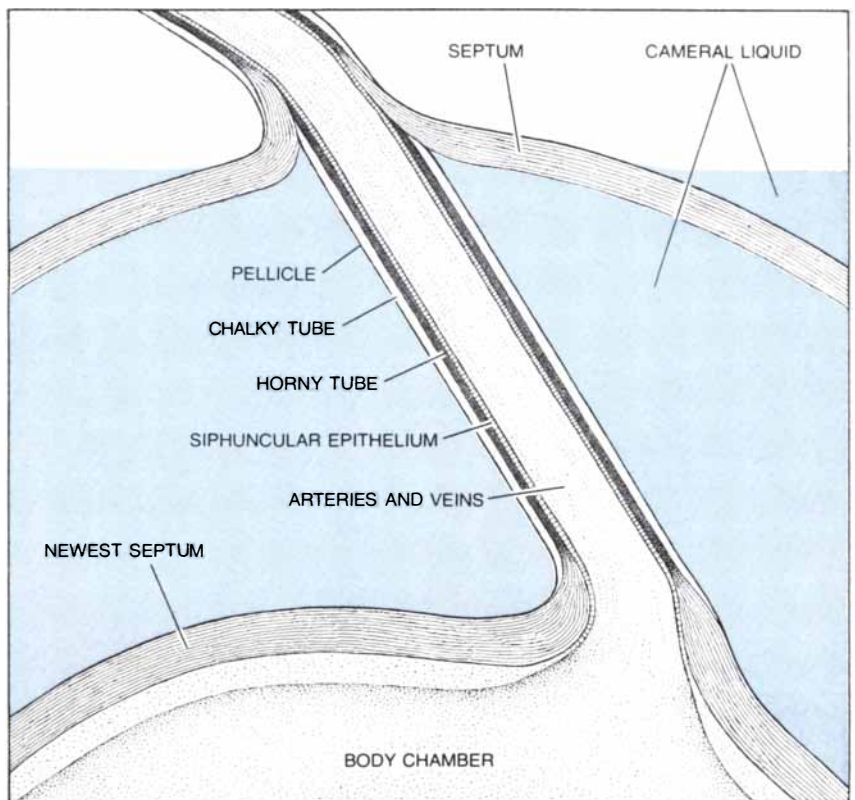 SEPTUM
CAMERAL LIQUID
PELLICLE
CHALKY TUBE
HORNY TUBE
SIPHUNCULAR EPITHELIUM
ARTERIES AND VEINS
NEWEST SEPTUM
BODY CHAMBER